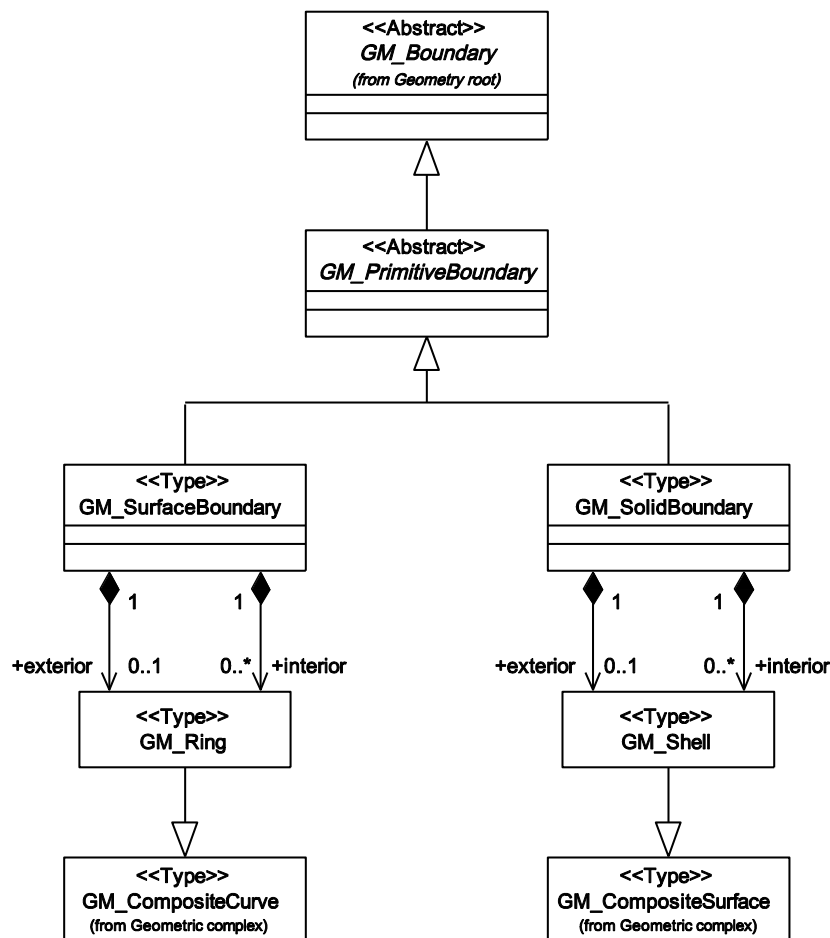 <<Abstract>>
GM_Boundary
(from Geometry root)
<<Abstract>>
GM_PrimitiveBoundary
<<Type>>
GM_SurfaceBoundary
<<Type>>
GM_SolidBoundary
1 1
1 1
+exterior 0..1 0..* +interior
+exterior 0..1 0..* +interior
<<Type>>
GM_Ring
<<Type>>
GM_Shell
<<Type>>
GM_CompositeCurve
(from Geometric complex)
<<Type>>
GM_CompositeSurface
(from Geometric complex)